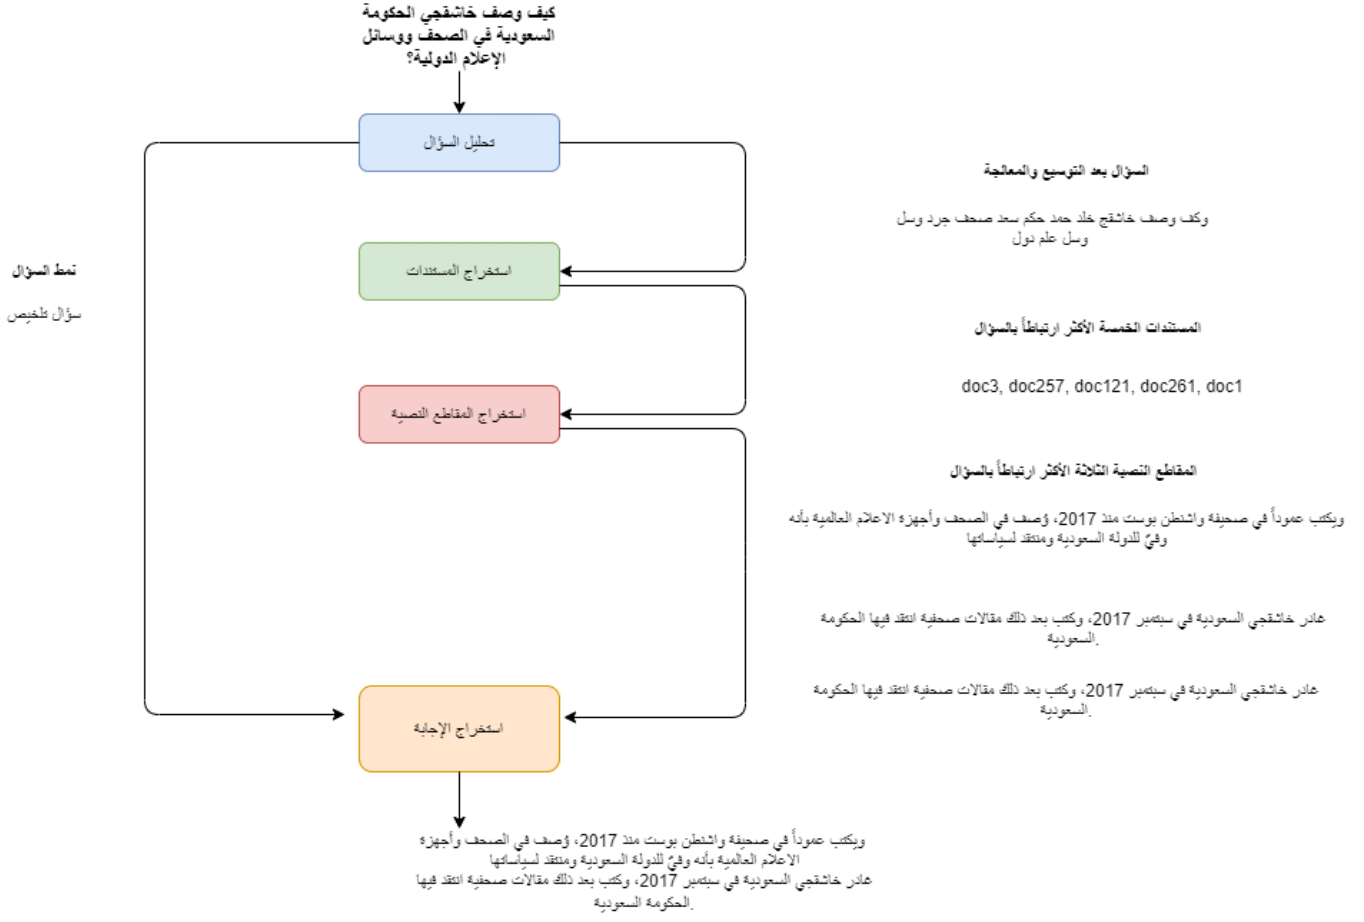 كيف وصف خاشقجي الحكومة
السعودية في الصحف ووسائل
الإعلام الدولية؟
تحليل السؤال
السؤال بعد التوسيع والمعالجة
وكف وصف خاشقج خلد حمد حكم سعد صحف جرد وسل
وسل علم دول
استخراج المستندات
نمط السؤال
سؤال تلخيص
المستندات الخمسة الأكثر ارتباطاً بالسؤال
doc3, doc257, doc121, doc261, doc1
استخراج المقاطع النصية
المقاطع النصية الثلاثة الأكثر ارتباطاً بالسؤال
ويكتب عموداً في صحيفة واشنطن بوست منذ 2017، وُصف في الصحف وأجهزة الاعلام العالمية بأنه
وفيّ للدولة السعودية ومنتقد لسياساتها
غادر خاشقجي السعودية في سبتمبر 2017، وكتب بعد ذلك مقالات صحفية انتقد فيها الحكومة
السعودية.
غادر خاشقجي السعودية في سبتمبر 2017، وكتب بعد ذلك مقالات صحفية انتقد فيها الحكومة
السعودية.
استخراج الإجابة
ويكتب عموداً في صحيفة واشنطن بوست منذ 2017، وُصف في الصحف وأجهزة
الاعلام العالمية بأنه وفيّ للدولة السعودية ومنتقد لسياساتها
غادر خاشقجي السعودية في سبتمبر 2017، وكتب بعد ذلك مقالات صحفية انتقد فيها
الحكومة السعودية.